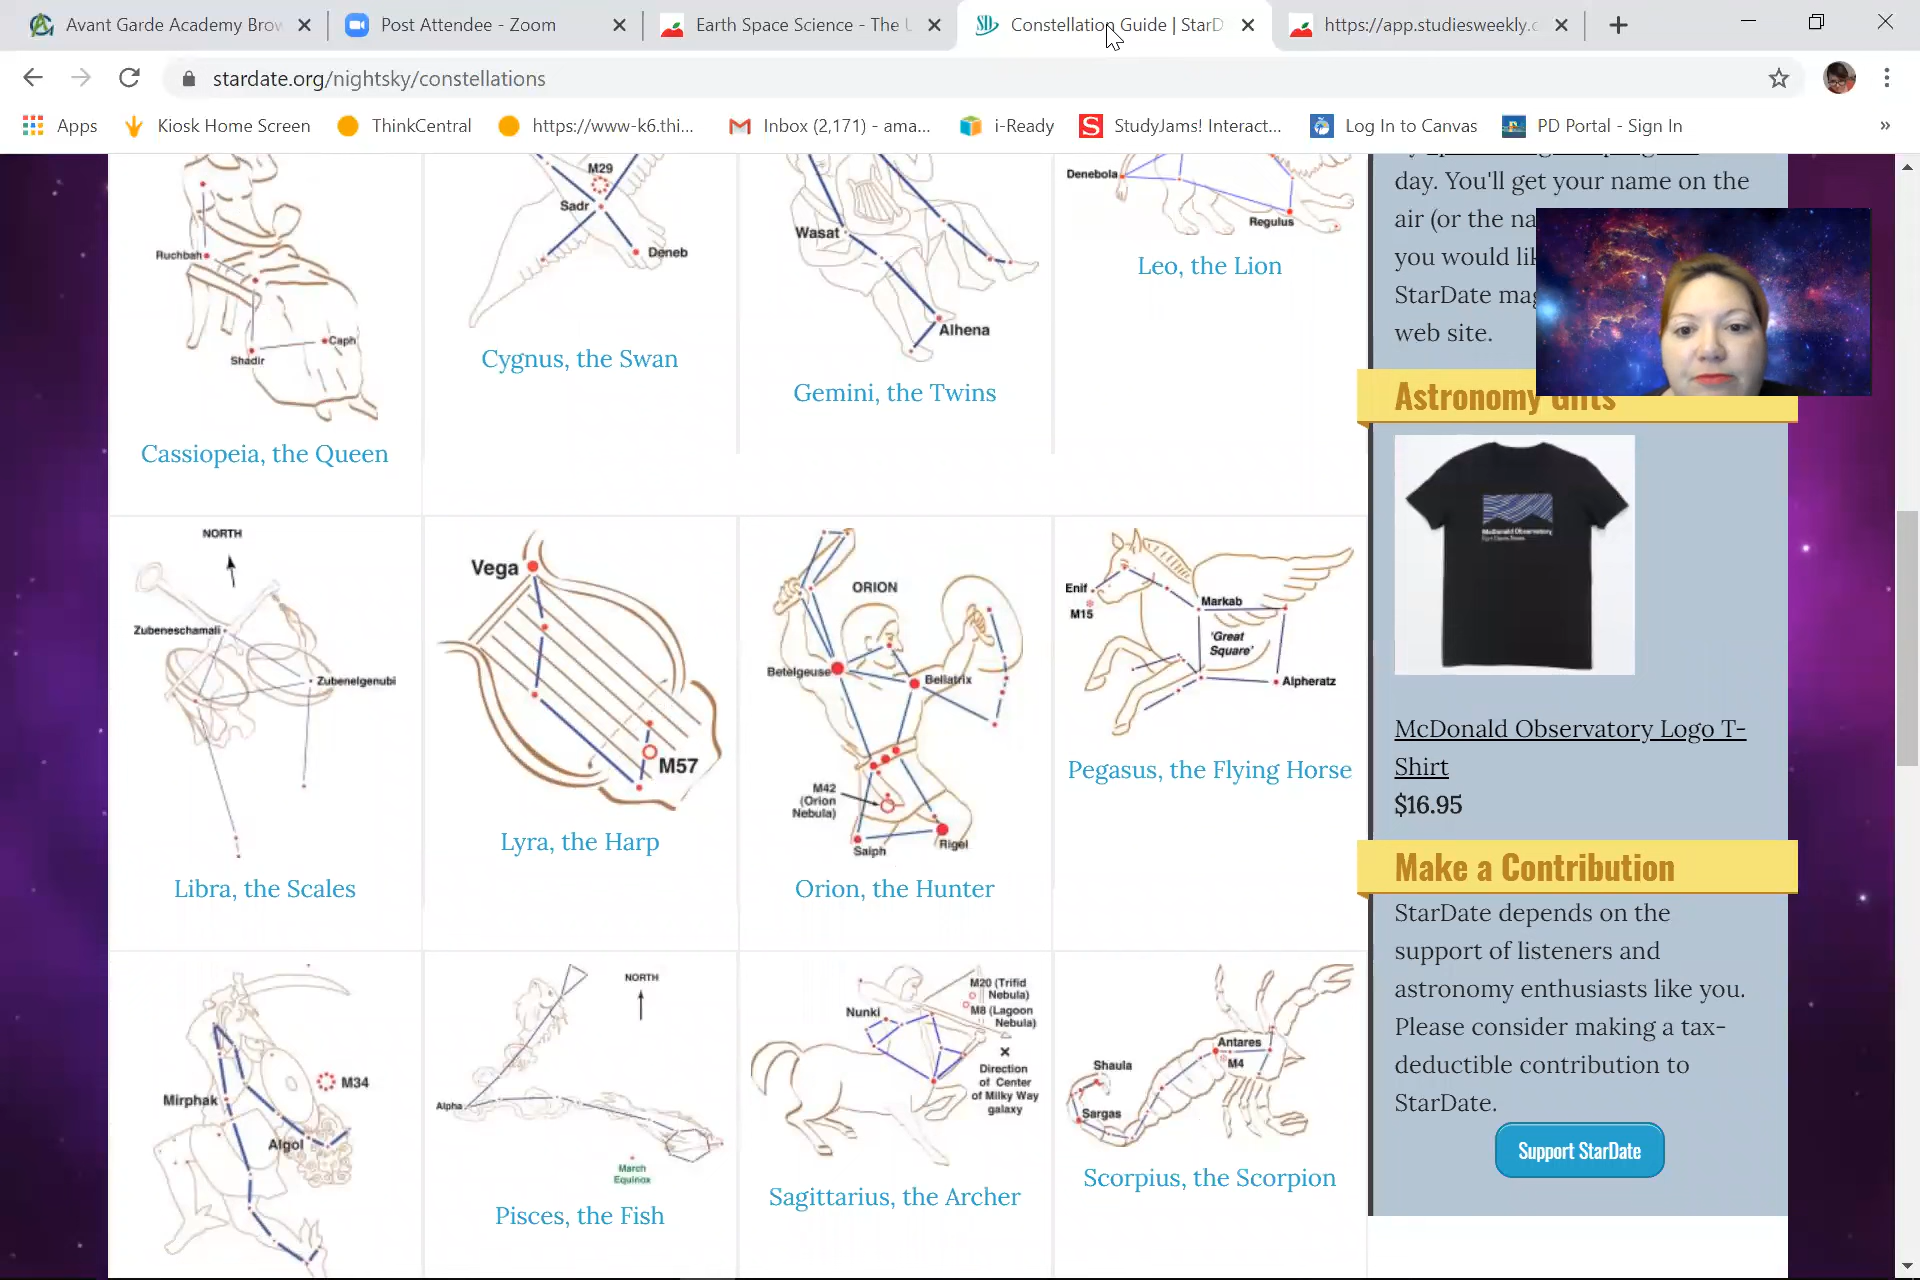 Avant Garde Academy Brow
Post Attendee - Zoom
Earth Space Science - The U
Constellation Guide | StarD
https://app.studiesweekly.c
stardate.org/nightsky/constellations
Apps
Kiosk Home Screen
ThinkCentral
https://www-k6.thi...
Inbox (2,171) - ama...
i-Ready
StudyJams! Interact...
Log In to Canvas
PD Portal - Sign In
»
Ruchbah
Caph
Shadir
Cassiopeia, the Queen
M29
Sadr
Deneb
Cygnus, the Swan
Wasat
Alhena
Gemini, the Twins
Denebola
Regulus
Leo, the Lion
NORTH
Zubeneschamali
Zubenelgenubi
Libra, the Scales
Vega
M57
Lyra, the Harp
ORION
Betelgeuse
Bellatrix
M42
(Orion
Nebula)
Saiph
Rigel
Orion, the Hunter
Enif
M15
Markab
'Great
Square'
Alpheratz
Pegasus, the Flying Horse
M34
Mirphak
Algol
NORTH
Alpha
March
Equinox
Pisces, the Fish
M20 (Trifid
Nebula)
M8 (Lagoon
Nebula)
Nunki
Direction
of Center
of Milky Way
galaxy
Sagittarius, the Archer
Antares
M4
Shaula
Sargas
Scorpius, the Scorpion
day. You'll get your name on the
air (or the na
you would lik
StarDate mag
web site.
Astronomy Gifts
McDonald Observatory
McDonald Observatory Logo T-
Shirt
$16.95
Make a Contribution
StarDate depends on the
support of listeners and
astronomy enthusiasts like you.
Please consider making a tax-
deductible contribution to
StarDate.
Support StarDate